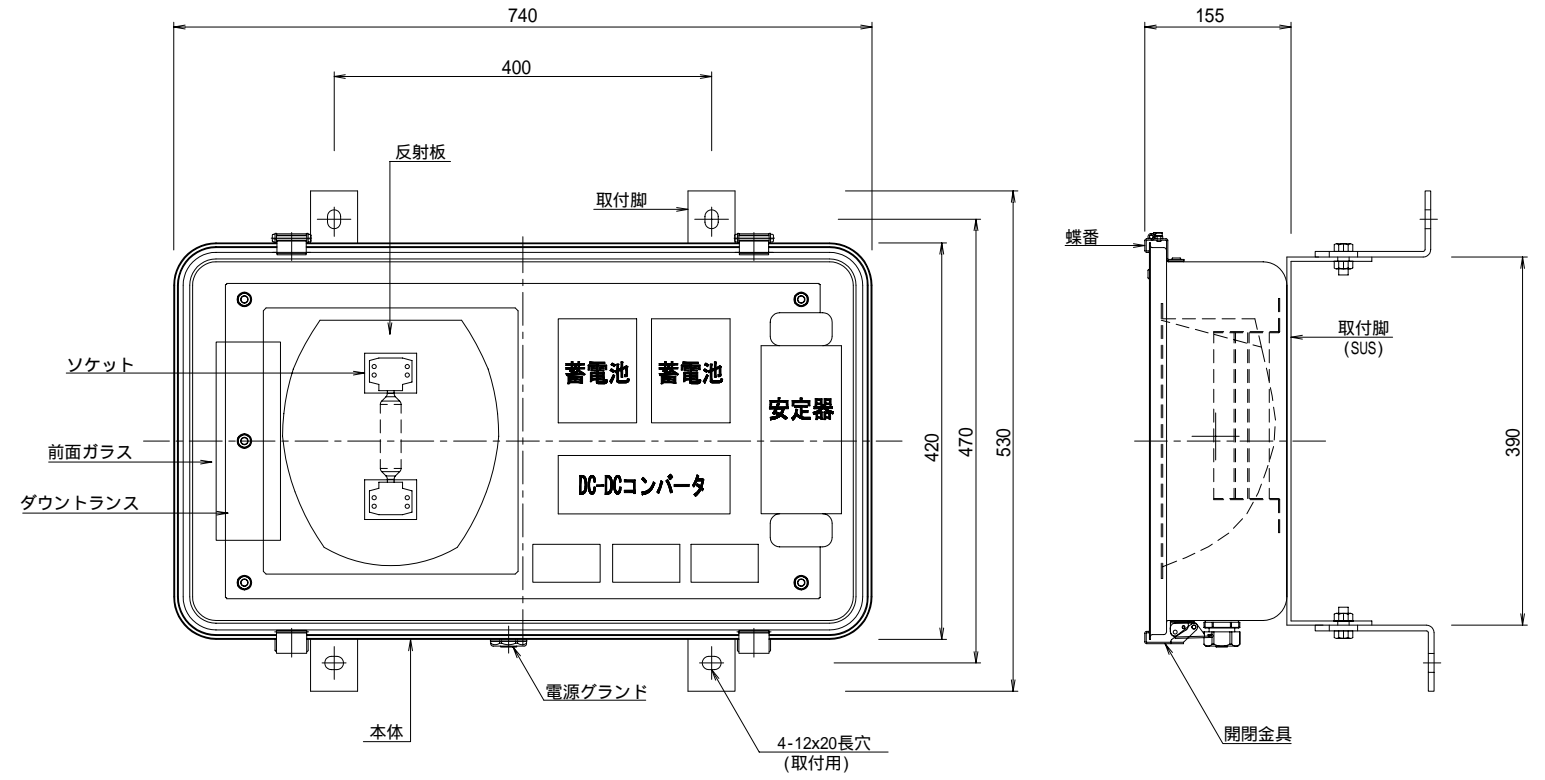 740
155
400
反射板
取付脚
蝶番
取付脚
(SUS)
ソケット
蓄電池
蓄電池
安定器
前面ガラス
420
470
530
390
DC-DCコンバータ
ダウントランス
電源グランド
本体
4-12x20長穴
(取付用)
開閉金具